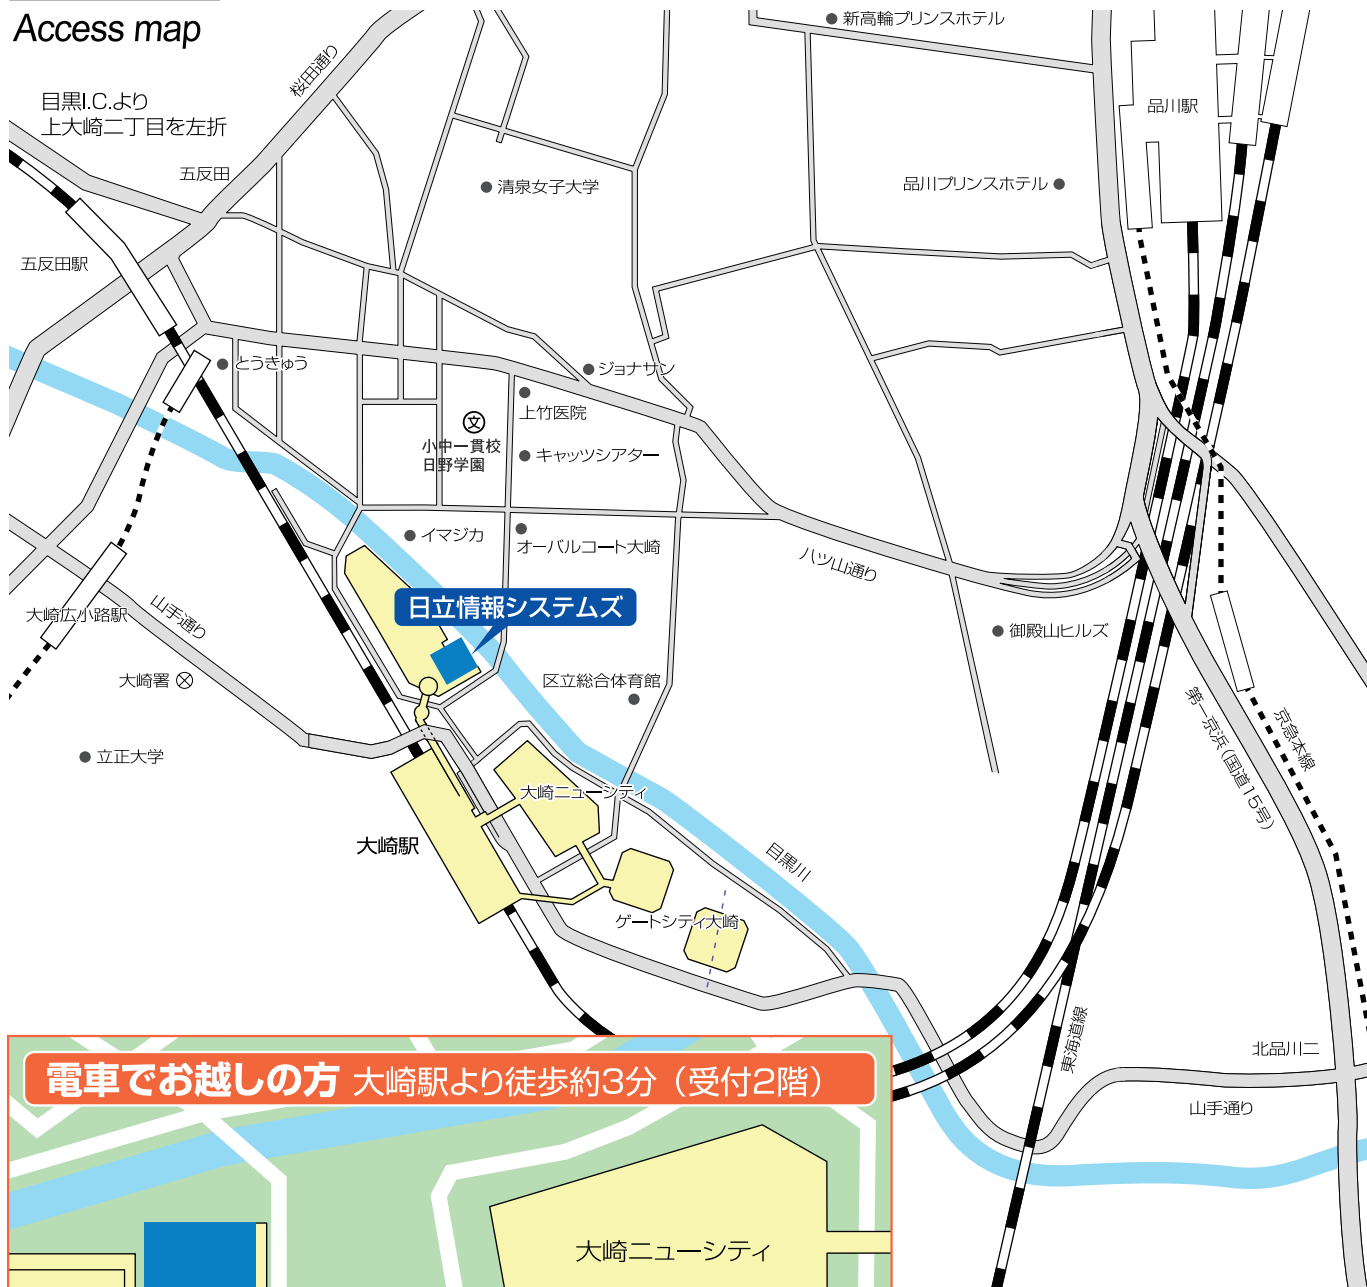 Access map
新高輪プリンスホテル
桜田通り
目黒I.C.より
上大崎二丁目を左折
品川駅
五反田
清泉女子大学
品川プリンスホテル
五反田駅
とうきゅう
ジョナサン
上竹医院
文
小中一貫校
日野学園
キャッツシアター
イマジカ
オーバルコート大崎
八ツ山通り
日立情報システムズ
大崎広小路駅
山手通り
御殿山ヒルズ
大崎署
区立総合体育館
第一京浜(国道15号)
京急本線
立正大学
大崎ニューシティ
大崎駅
目黒川
ゲートシティ大崎
東海道線
北品川二
山手通り
電車でお越しの方 大崎駅より徒歩約3分(受付2階)
大崎ニューシティ